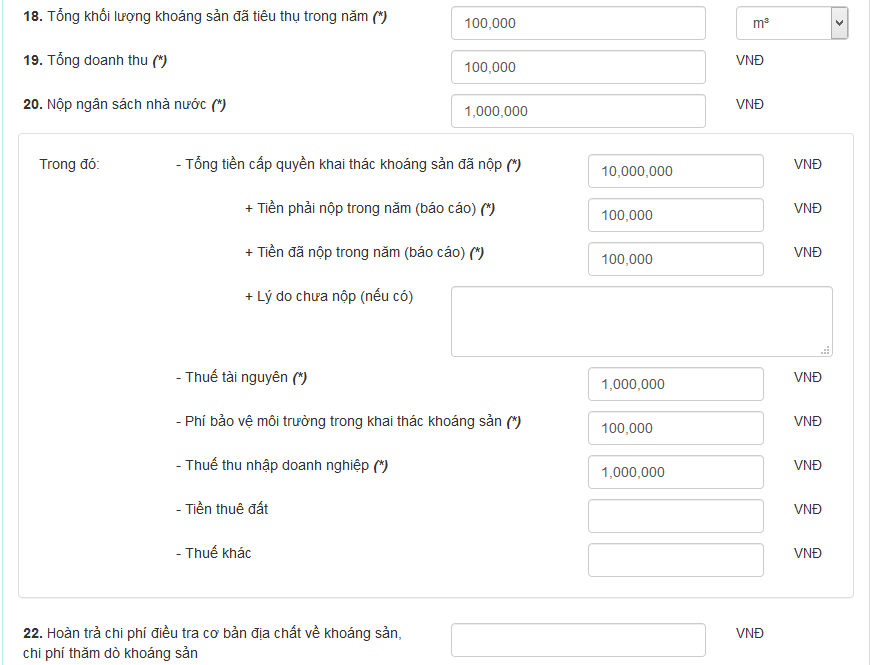 18. Tổng khối lượng khoáng sản đã tiêu thụ trong năm (*) 100,000 m³
19. Tổng doanh thu (*) 100,000 VNĐ
20. Nộp ngân sách nhà nước (*) 1,000,000 VNĐ
Trong đó: - Tổng tiền cấp quyền khai thác khoáng sản đã nộp (*) 10,000,000 VNĐ
+ Tiền phải nộp trong năm (báo cáo) (*) 100,000 VNĐ
+ Tiền đã nộp trong năm (báo cáo) (*) 100,000 VNĐ
+ Lý do chưa nộp (nếu có)
- Thuế tài nguyên (*) 1,000,000 VNĐ
- Phí bảo vệ môi trường trong khai thác khoáng sản (*) 100,000 VNĐ
- Thuế thu nhập doanh nghiệp (*) 1,000,000 VNĐ
- Tiền thuê đất VNĐ
- Thuế khác VNĐ
22. Hoàn trả chi phí điều tra cơ bản địa chất về khoáng sản, VNĐ
chi phí thăm dò khoáng sản